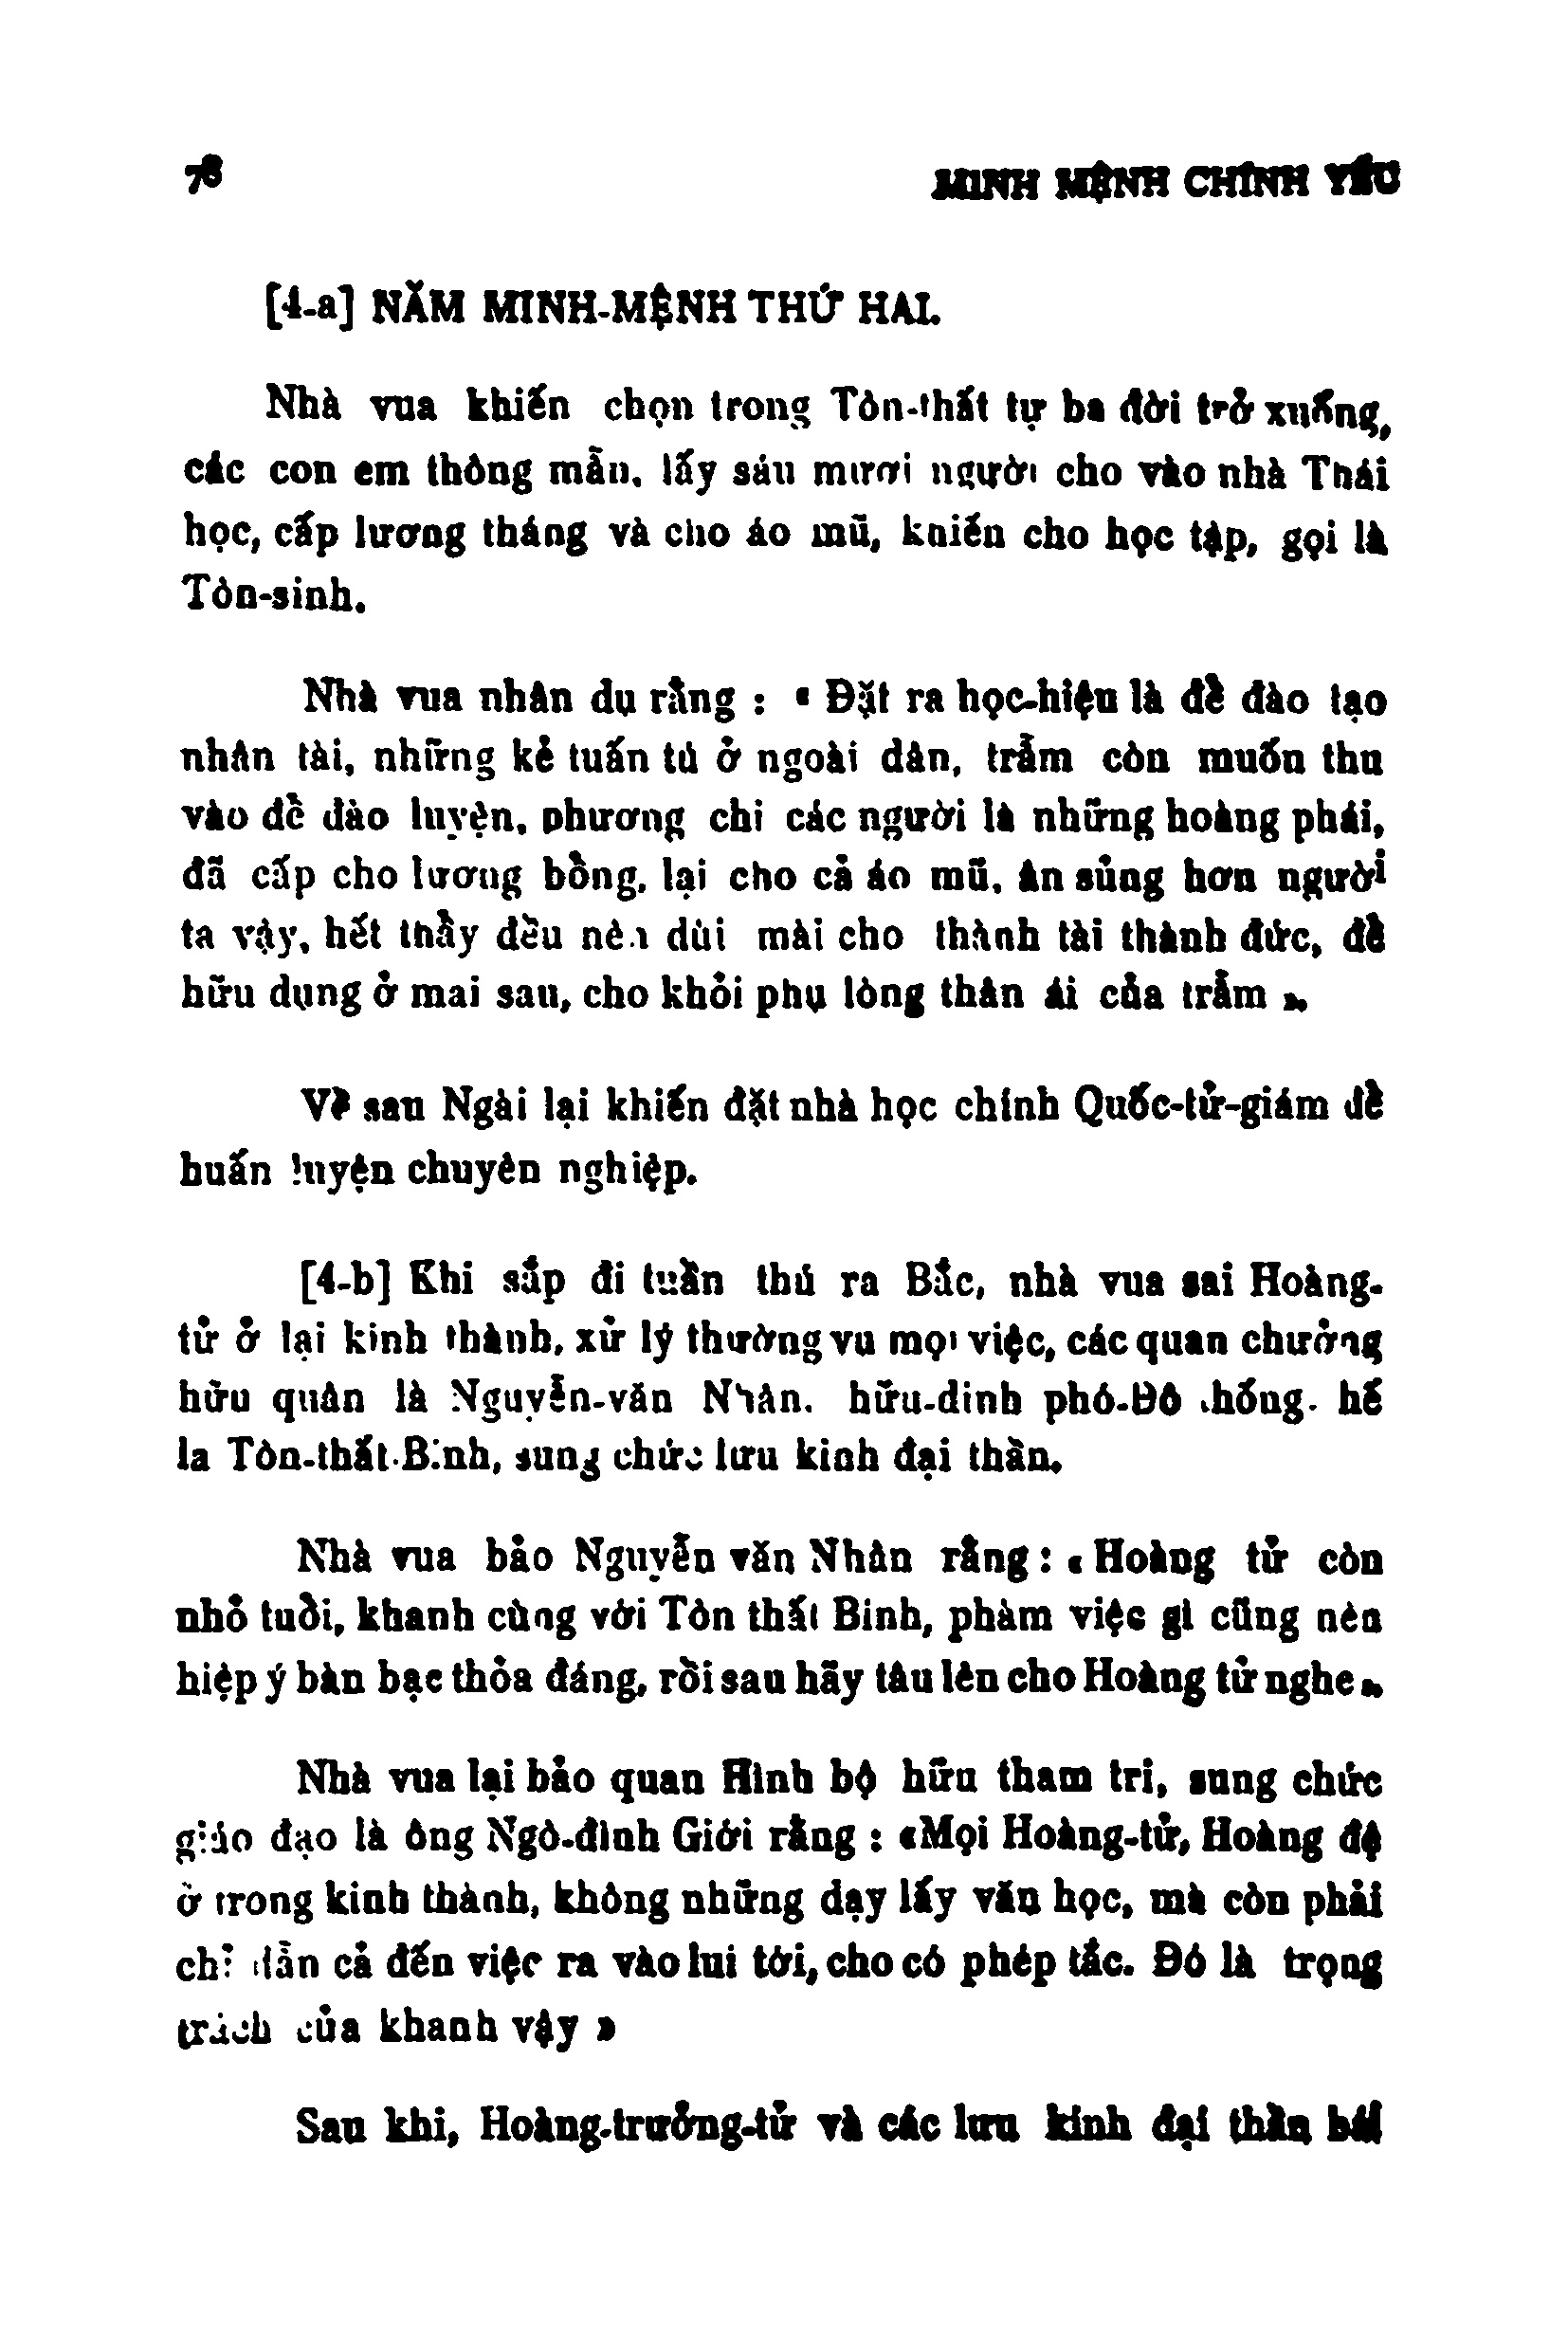 78
MINH MỆNH CHÍNH YẾU
[4-a] NĂM MINH-MỆNH THỨ HAI.
Nhà vua khiến chọn trong Tôn-thất tự ba đời trở xuống,
các con em thông mẫn, lấy sáu mươi người cho vào nhà Thái
học, cấp lương tháng và cho áo mũ, khiến cho học tập, gọi là
Tôn-sinh.
Nhà vua nhân dụ rằng : « Đặt ra học-hiệu là để đào tạo
nhân tài, những kẻ tuấn tú ở ngoài dân, trẫm còn muốn thu
vào để đào luyện, phương chi các người là những hoàng phái,
đã cấp cho lương bổng, lại cho cả áo mũ, ân sủng hơn người
ta vậy, hết thẩy đều nên dùi mài cho thành tài thành đức, để
hữu dụng ở mai sau, cho khỏi phụ lòng thân ái của trẫm ».
Về sau Ngài lại khiến đặt nhà học chính Quốc-tử-giám để
huấn luyện chuyên nghiệp.
[4-b] Khi sắp đi tuần thú ra Bắc, nhà vua sai Hoàng-
tử ở lại kinh thành, xử lý thường vụ mọi việc, các quan chưởng
hữu quân là Nguyễn-văn Nhân, hữu-dinh phó-Đô thống- hế
la Tôn-thất-Bính, sung chức lưu kinh đại thần.
Nhà vua bảo Nguyễn văn Nhân rằng : « Hoàng tử còn
nhỏ tuổi, khanh cùng với Tôn thất Bính, phàm việc gì cũng nên
hiệp ý bàn bạc thỏa đáng, rồi sau hãy tâu lên cho Hoàng tử nghe ».
Nhà vua lại bảo quan Hình bộ hữu tham tri, sung chức
giáo đạo là ông Ngô-đình Giới rằng : «Mọi Hoàng-tử, Hoàng đệ
ở trong kinh thành, không những dạy lấy văn học, mà còn phải
chỉ dẫn cả đến việc ra vào lui tới, cho có phép tắc. Đó là trọng
trách của khanh vậy »
Sau khi, Hoàng-trưởng-tử và các lưu kinh đại thần bái